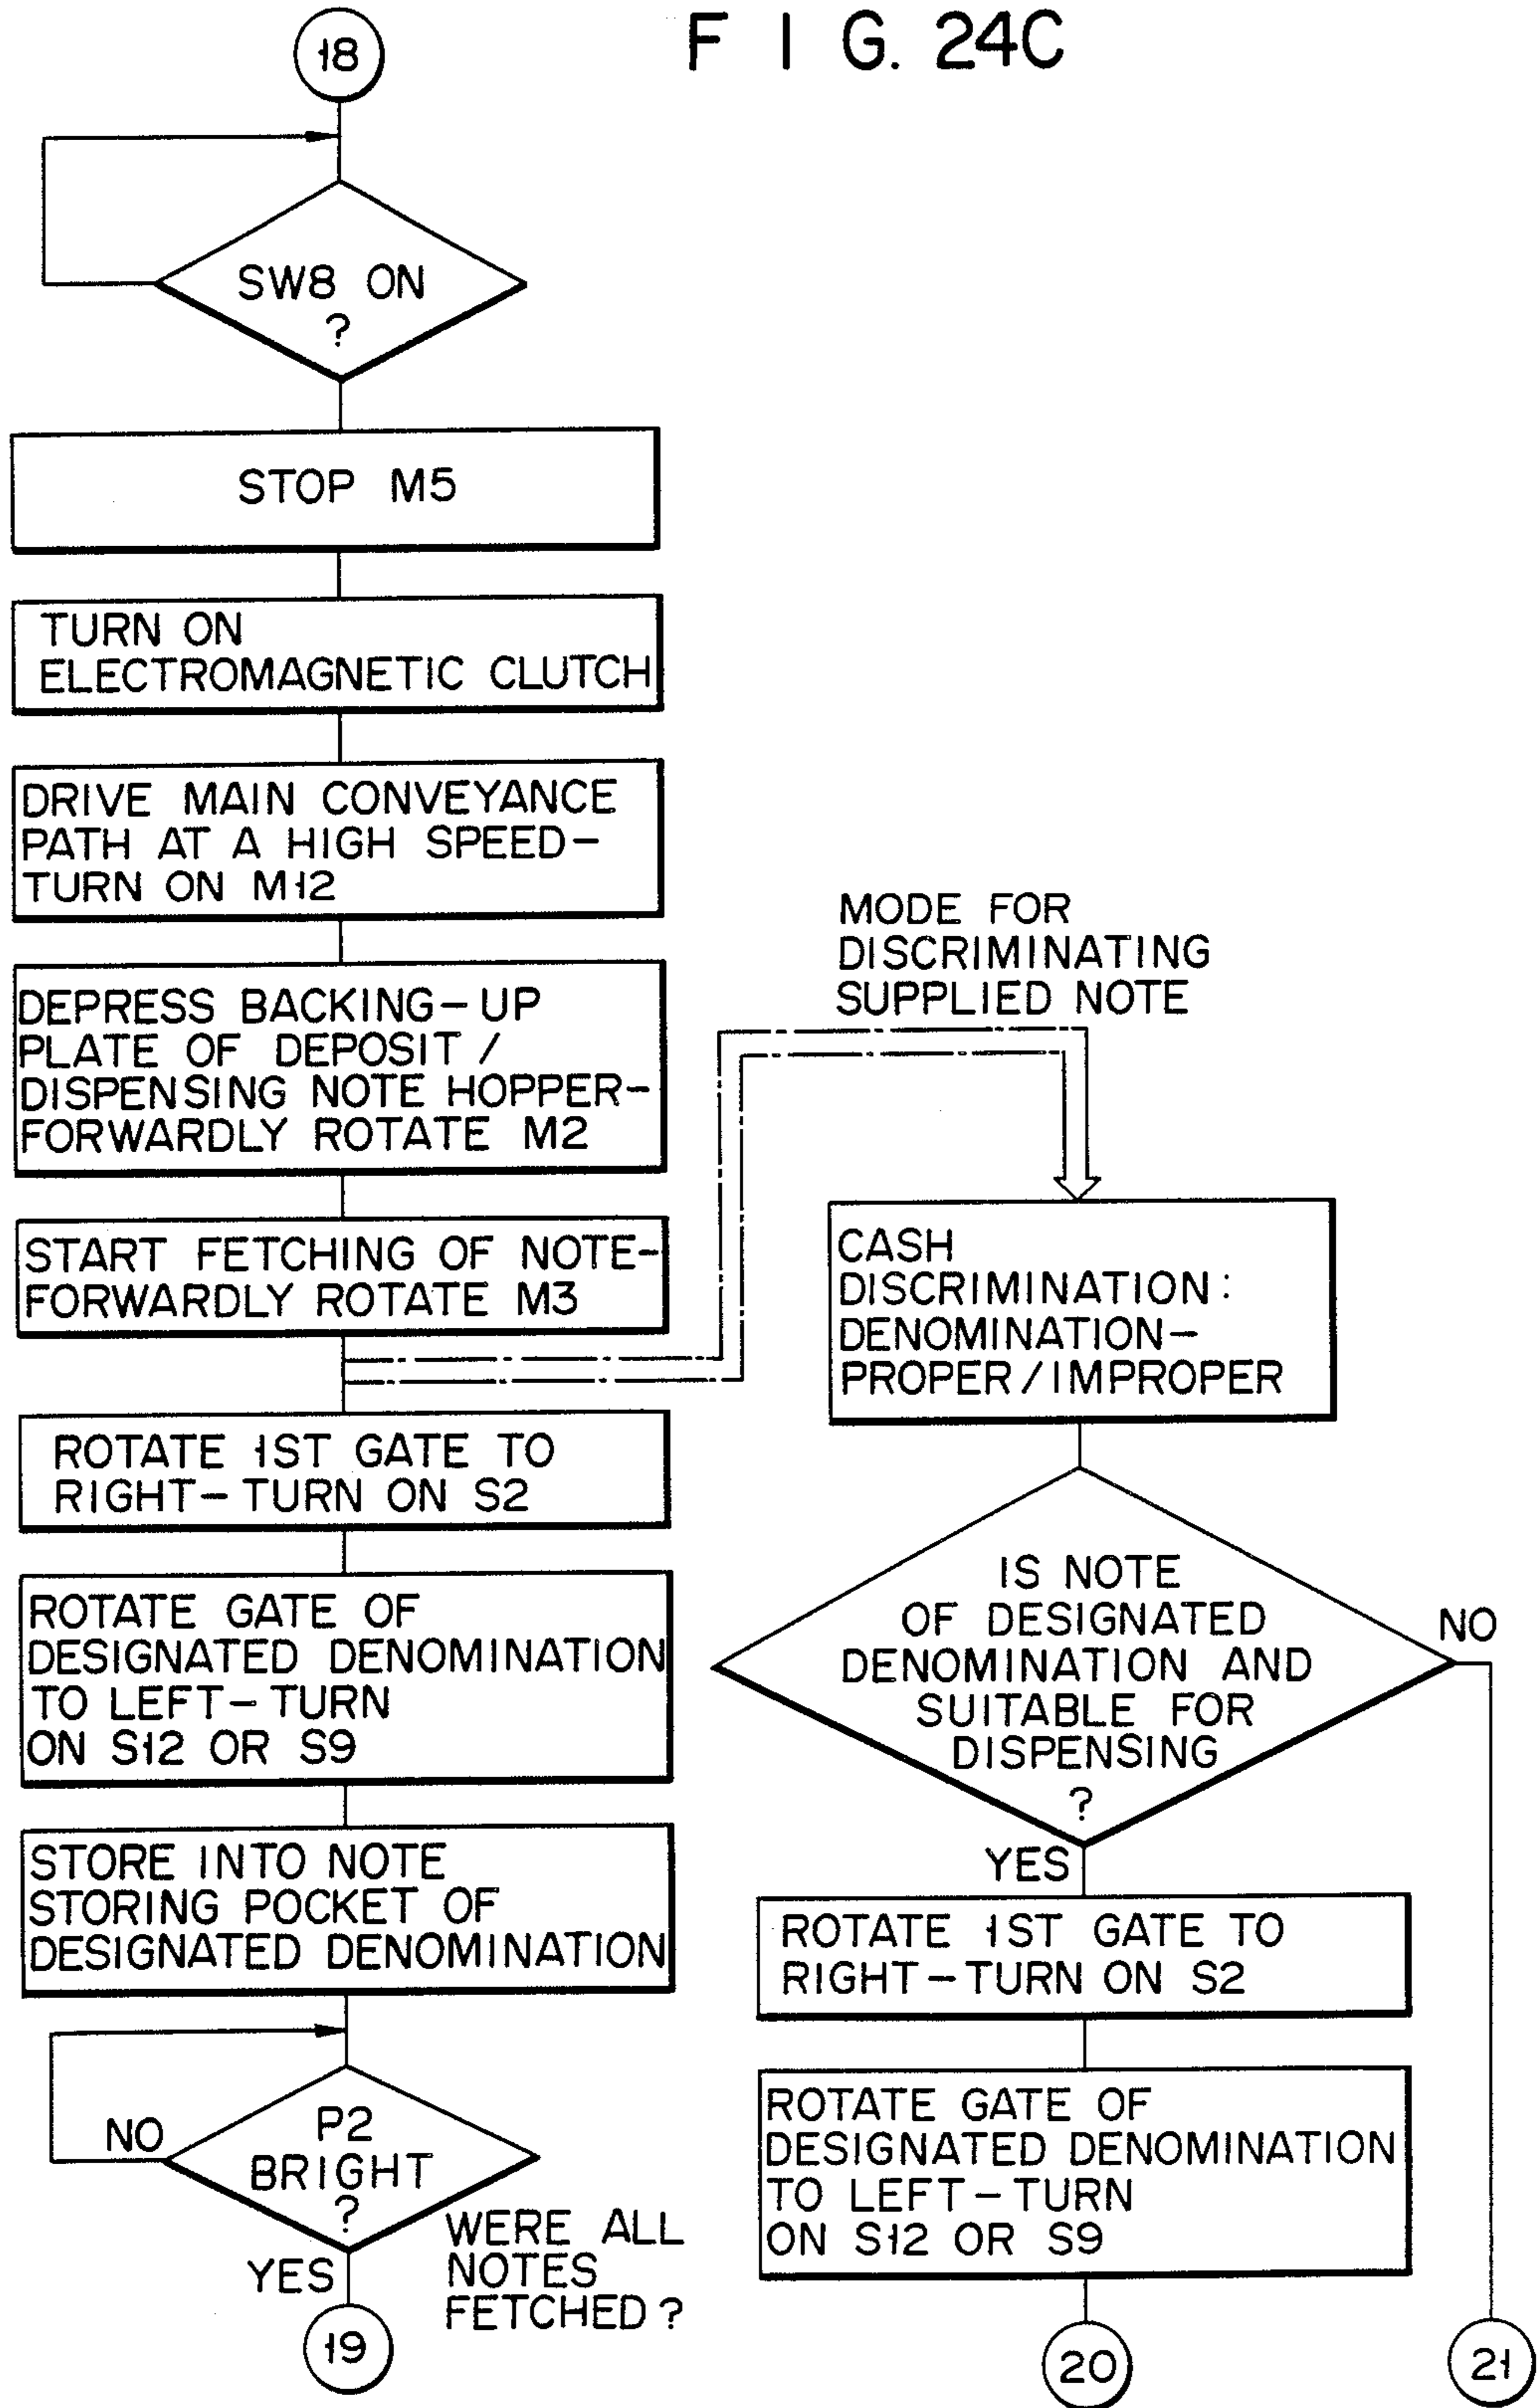 F I G. 24C
18
SW8 ON
?
STOP M5
TURN ON
ELECTROMAGNETIC CLUTCH
DRIVE MAIN CONVEYANCE
PATH AT A HIGH SPEED-
TURN ON M12
DEPRESS BACKING-UP
PLATE OF DEPOSIT /
DISPENSING NOTE HOPPER-
FORWARDLY ROTATE M2
START FETCHING OF NOTE-
FORWARDLY ROTATE M3
ROTATE 1ST GATE TO
RIGHT-TURN ON S2
ROTATE GATE OF
DESIGNATED DENOMINATION
TO LEFT-TURN
ON S12 OR S9
STORE INTO NOTE
STORING POCKET OF
DESIGNATED DENOMINATION
NO
P2
BRIGHT
?
WERE ALL
NOTES
FETCHED ?
YES
19
MODE FOR
DISCRIMINATING
SUPPLIED NOTE
CASH
DISCRIMINATION :
DENOMINATION-
PROPER/IMPROPER
IS NOTE
OF DESIGNATED
DENOMINATION AND
SUITABLE FOR
DISPENSING
?
NO
YES
ROTATE 1ST GATE TO
RIGHT-TURN ON S2
ROTATE GATE OF
DESIGNATED DENOMINATION
TO LEFT-TURN
ON S12 OR S9
20
21